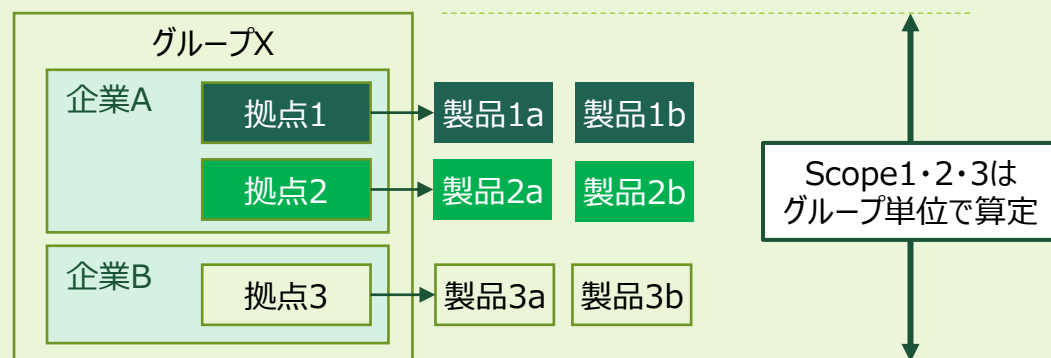 グループX
企業A
拠点1
製品1a
製品1b
拠点2
製品2a
製品2b
企業B
拠点3
製品3a
製品3b
Scope1・2・3は
グループ単位で算定